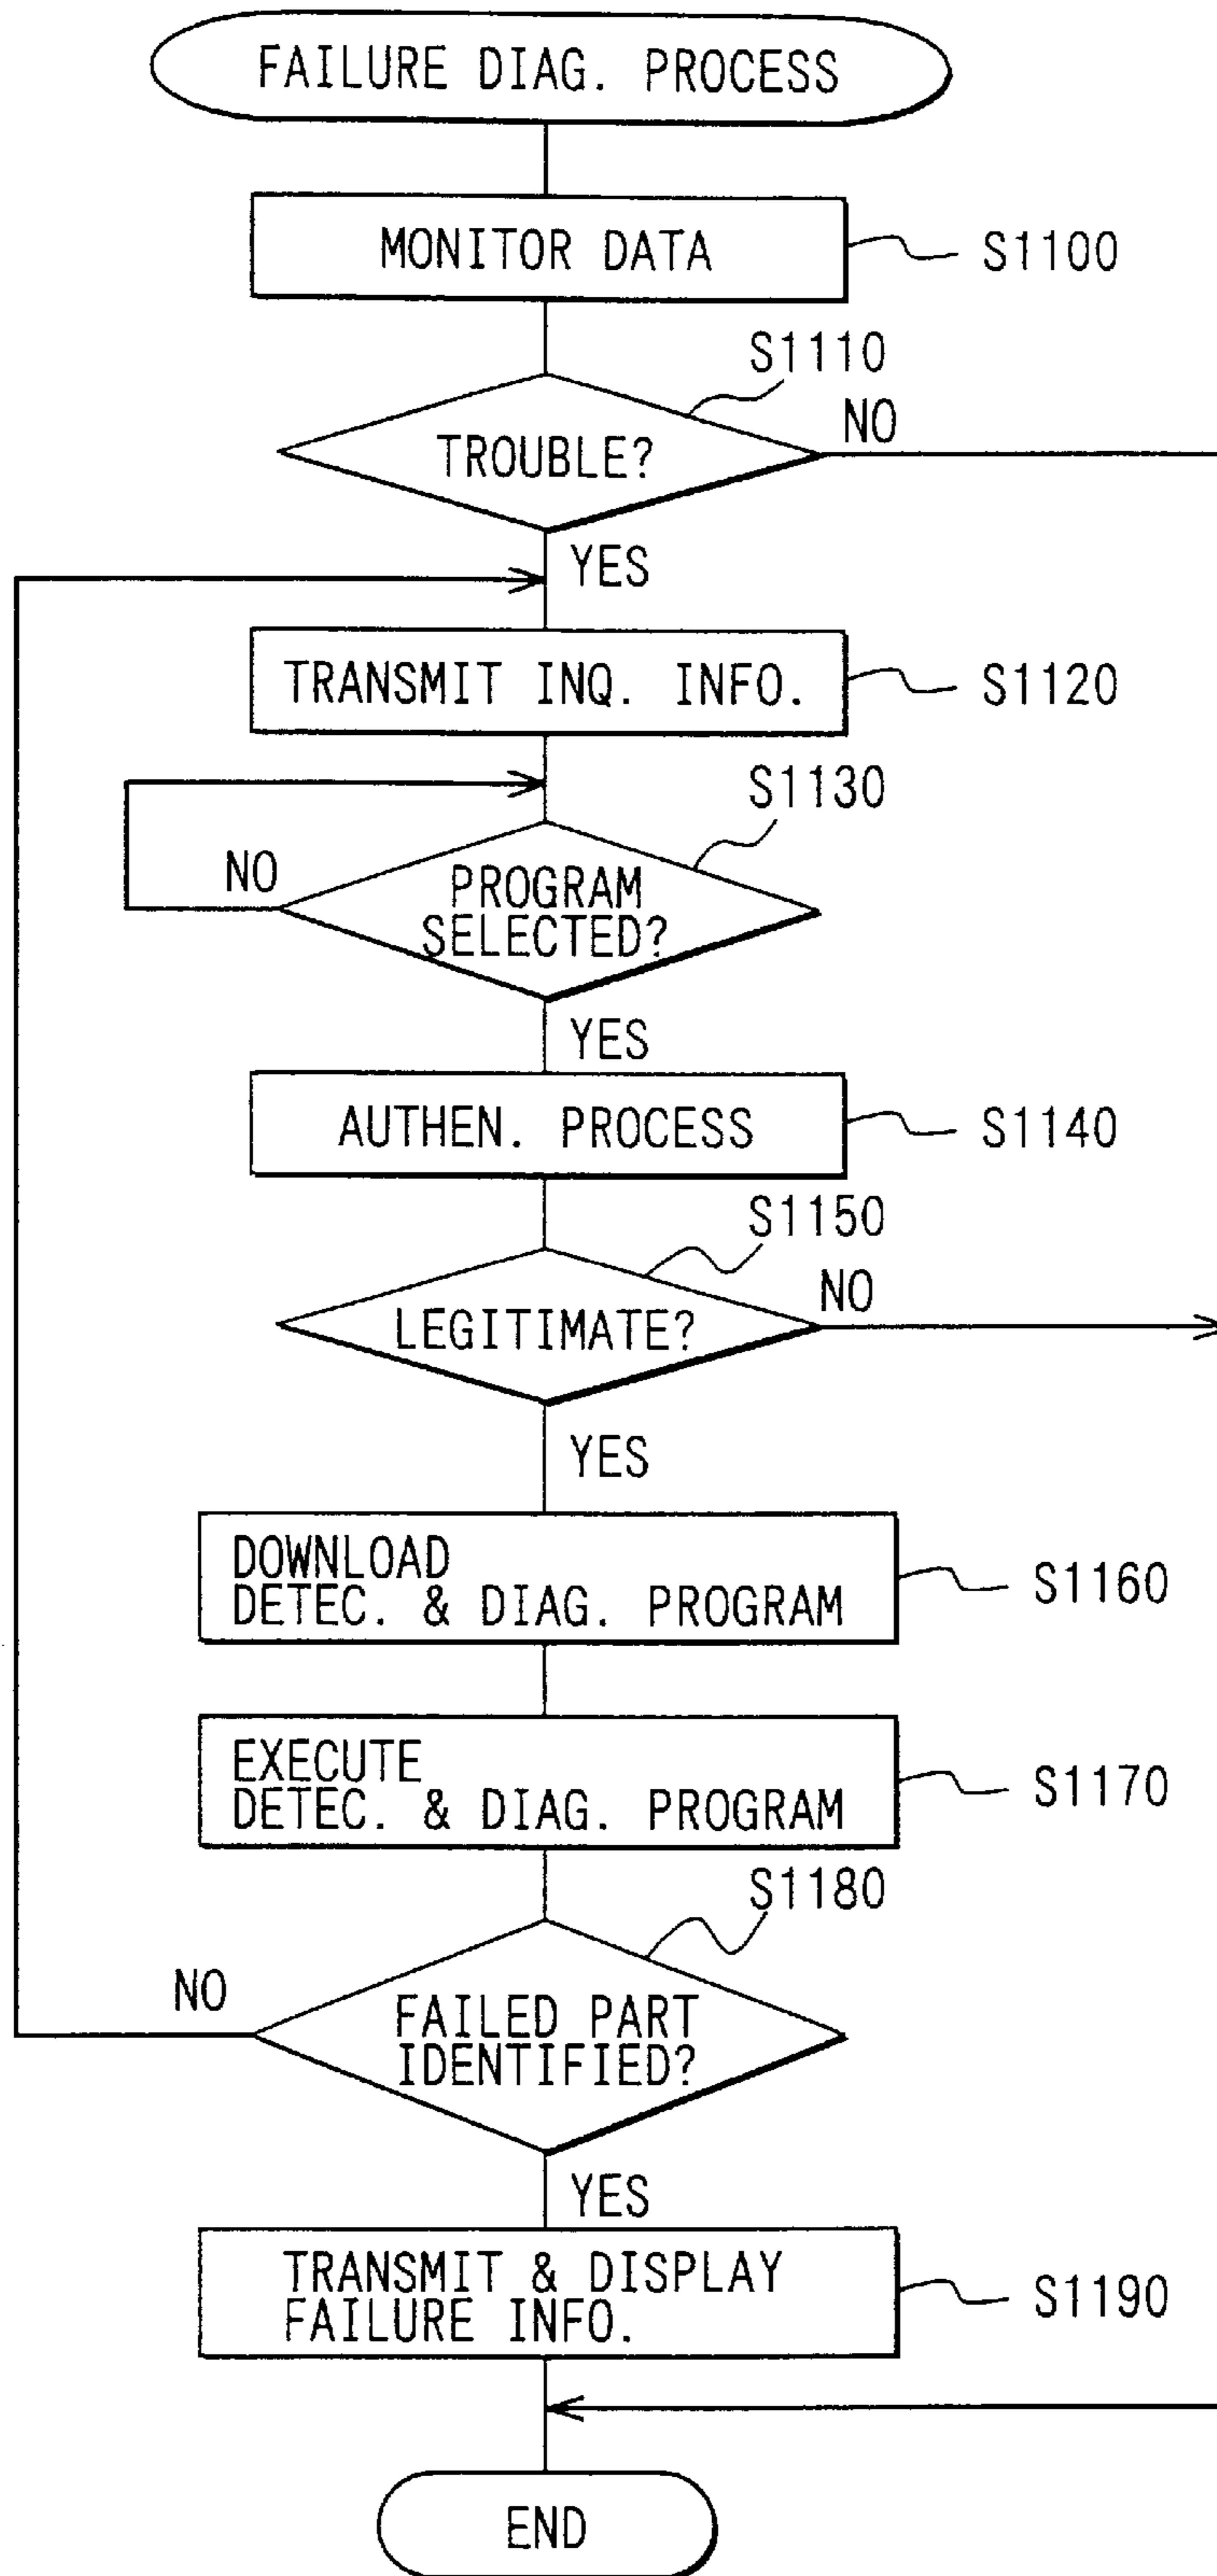 FAILURE DIAG. PROCESS
MONITOR DATA
S1100
S1110
TROUBLE?
NO
YES
TRANSMIT INQ. INFO.
S1120
S1130
NO
PROGRAM
SELECTED?
YES
AUTHEN. PROCESS
S1140
S1150
LEGITIMATE?
NO
YES
DOWNLOAD
DETEC. & DIAG. PROGRAM
S1160
EXECUTE
DETEC. & DIAG. PROGRAM
S1170
S1180
NO
FAILED PART
IDENTIFIED?
YES
TRANSMIT & DISPLAY
FAILURE INFO.
S1190
END